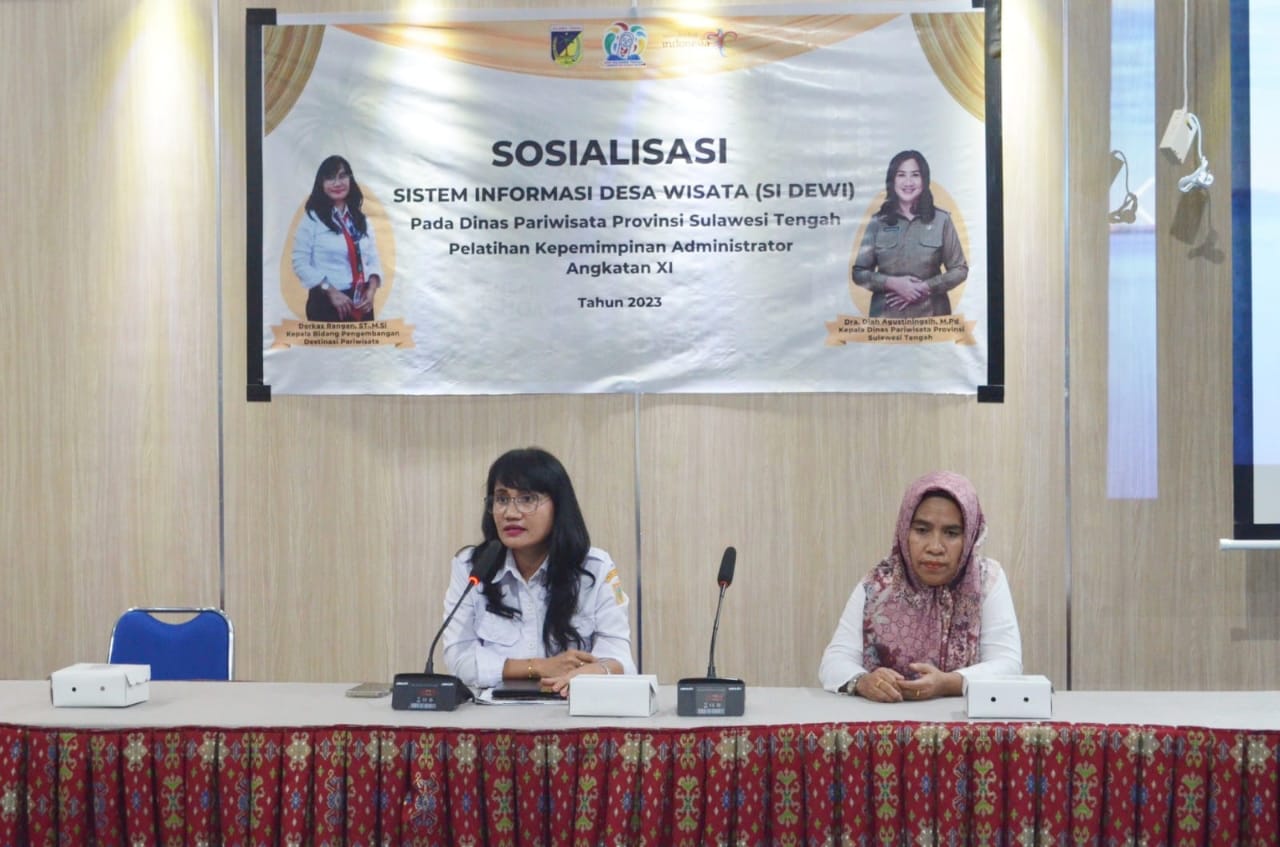 indonesia
SOSIALISASI
SISTEM INFORMASI DESA WISATA (SI DEWI)
Pada Dinas Pariwisata Provinsi Sulawesi Tengah
Pelatihan Kepemimpinan Administrator
Angkatan XI
Tahun 2023
Dorkas Rangan, ST.,M.Si
Kepala Bidang Pengembangan
Destinasi Pariwisata
Dra. Diah Agustiningsih, M.Pd
Kepala Dinas Pariwisata Provinsi
Sulawesi Tengah